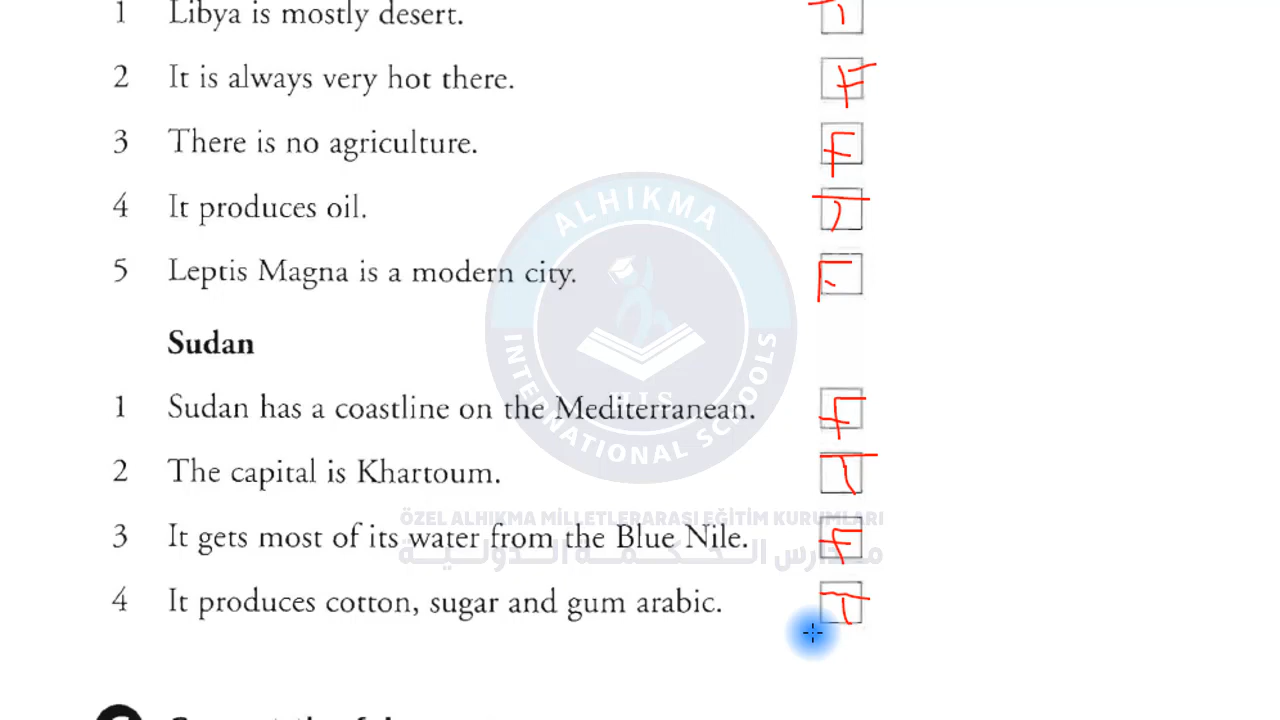 1 Libya is mostly desert. T
2 It is always very hot there. F
3 There is no agriculture. F
4 It produces oil. T
5 Leptis Magna is a modern city. F
Sudan
1 Sudan has a coastline on the Mediterranean. F
2 The capital is Khartoum. T
3 It gets most of its water from the Blue Nile. F
4 It produces cotton, sugar and gum arabic. T
ALHIKMA
INTERNATIONAL SCHOOLS
HIS
ÖZEL ALHIKMA MİLLETLERARASI EĞİTİM KURUMLARI
مدارس الحكمة الدولية